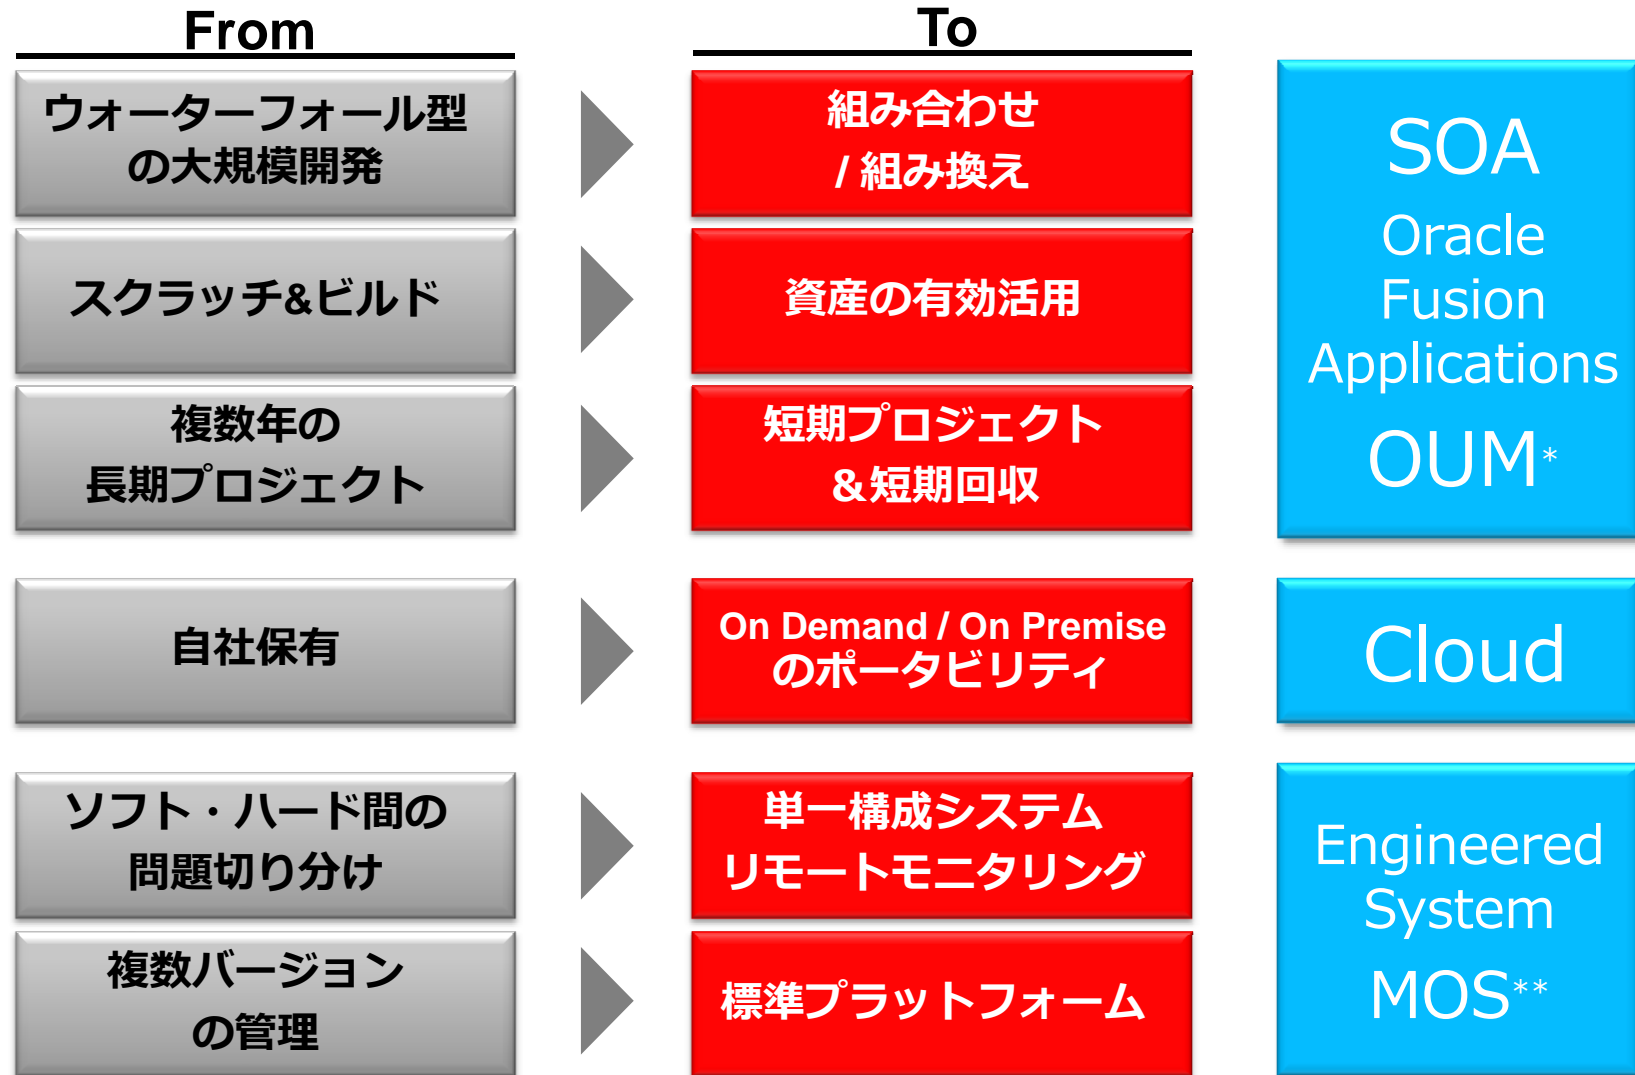 From
To
ウォーターフォール型
の大規模開発
組み合わせ
/ 組み換え
スクラッチ&ビルド
資産の有効活用
複数年の
長期プロジェクト
短期プロジェクト
&短期回収
SOA
Oracle
Fusion
Applications
OUM*
自社保有
On Demand / On Premise
のポータビリティ
Cloud
ソフト・ハード間の
問題切り分け
単一構成システム
リモートモニタリング
複数バージョン
の管理
標準プラットフォーム
Engineered
System
MOS**